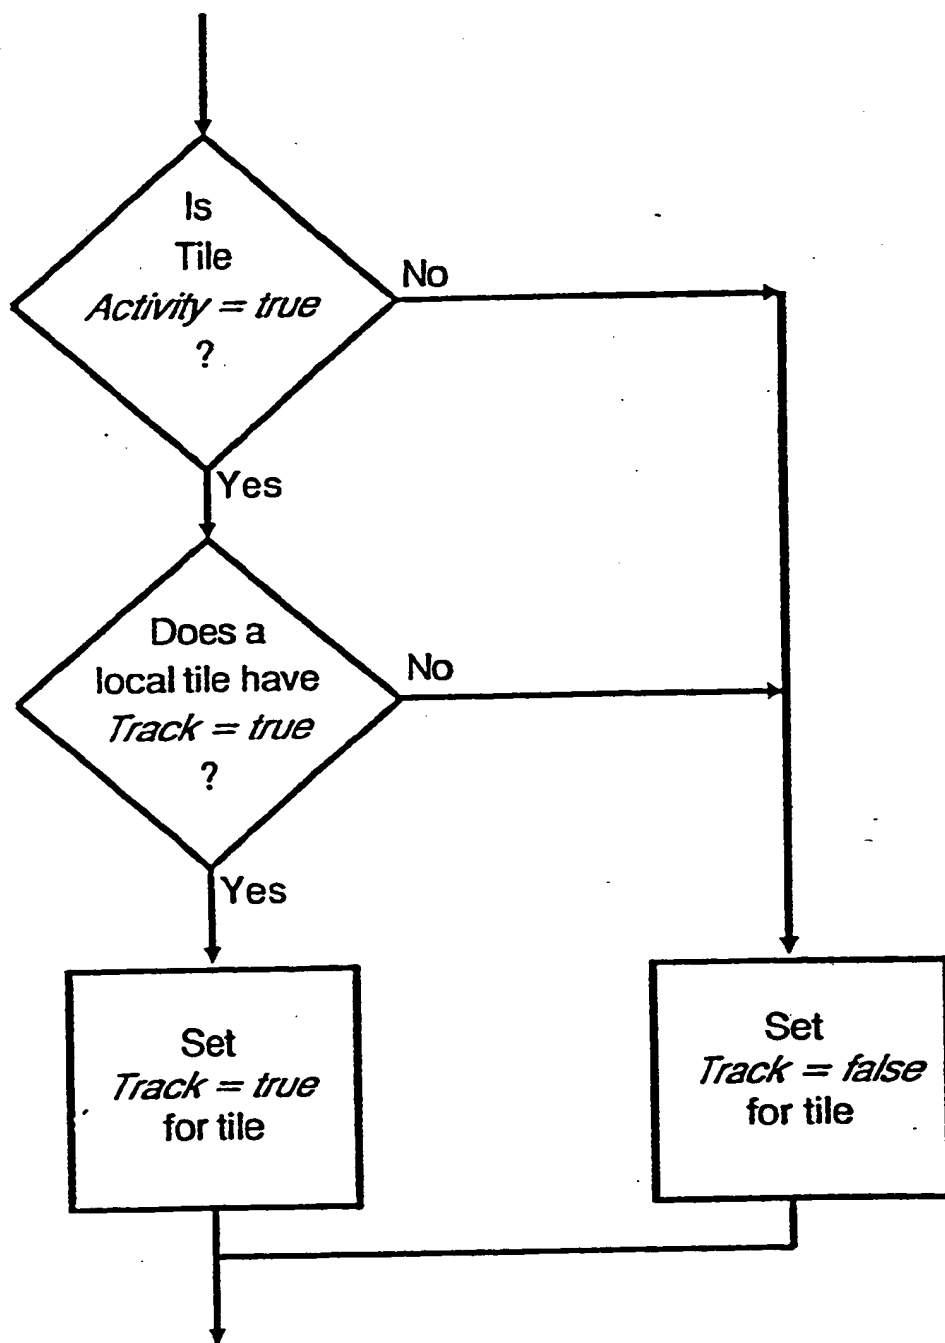 Is
Tile
Activity = true
?
No
Yes
Does a
local tile have
Track = true
?
No
Yes
Set
Track = true
for tile
Set
Track = false
for tile